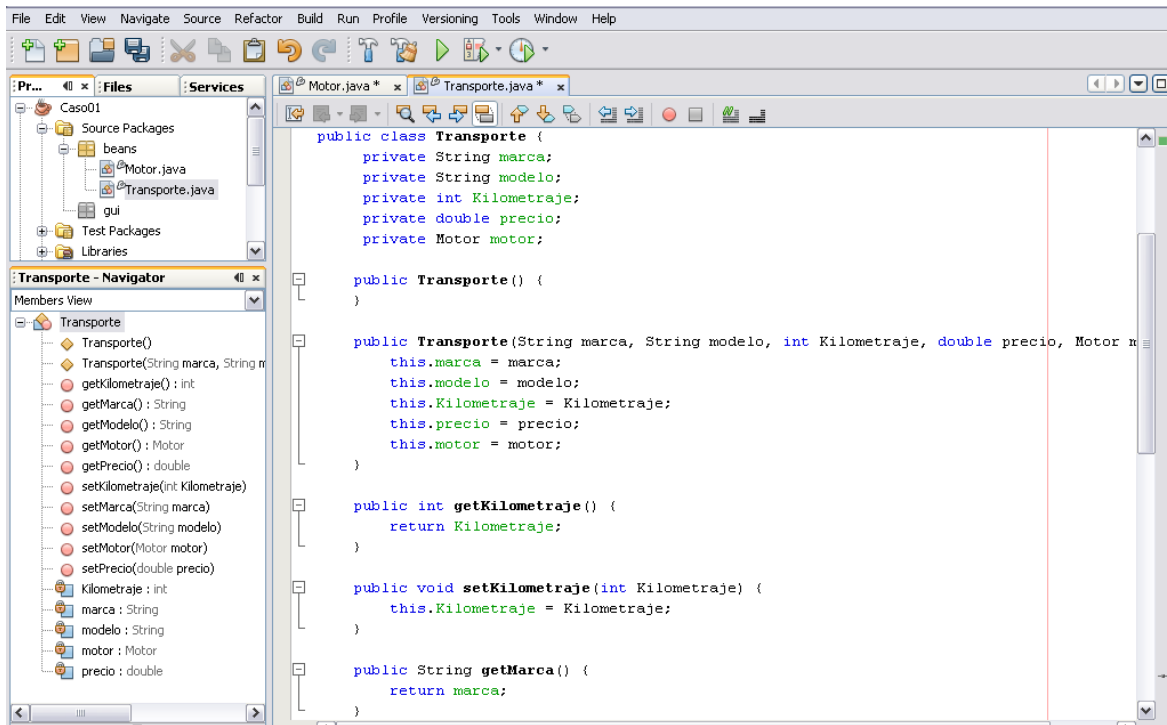 File Edit View Navigate Source Refactor Build Run Profile Versioning Tools Window Help
Pr... Files Services
Caso01
Source Packages
beans
Motor.java
Transporte.java
gui
Test Packages
Libraries
Transporte - Navigator
Members View
Transporte
Transporte()
Transporte(String marca, String m
getKilometraje() : int
getMarca() : String
getModelo() : String
getMotor() : Motor
getPrecio() : double
setKilometraje(int Kilometraje)
setMarca(String marca)
setModelo(String modelo)
setMotor(Motor motor)
setPrecio(double precio)
Kilometraje : int
marca : String
modelo : String
motor : Motor
precio : double
Motor.java * Transporte.java *
public class Transporte {
private String marca;
private String modelo;
private int Kilometraje;
private double precio;
private Motor motor;
public Transporte() {
}
public Transporte(String marca, String modelo, int Kilometraje, double precio, Motor m
this.marca = marca;
this.modelo = modelo;
this.Kilometraje = Kilometraje;
this.precio = precio;
this.motor = motor;
}
public int getKilometraje() {
return Kilometraje;
}
public void setKilometraje(int Kilometraje) {
this.Kilometraje = Kilometraje;
}
public String getMarca() {
return marca;
}